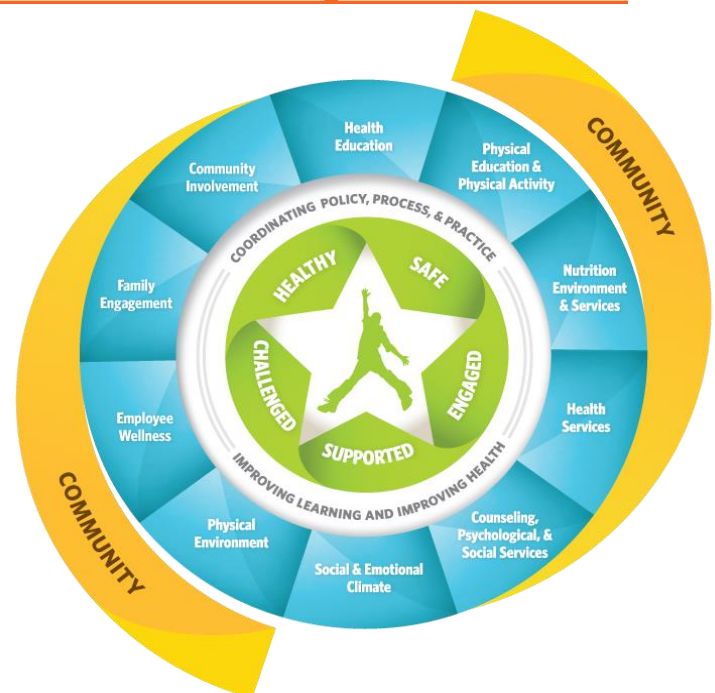 COMMUNITY
Health
Education
Physical
Education &
Physical Activity
Nutrition
Environment
& Services
Health
Services
Counseling,
Psychological, &
Social Services
Social & Emotional
Climate
Physical
Environment
Employee
Wellness
Family
Engagement
Community
Involvement
COORDINATING POLICY, PROCESS, & PRACTICE
IMPROVING LEARNING AND IMPROVING HEALTH
HEALTHY
SAFE
ENGAGED
SUPPORTED
CHALLENGED
COMMUNITY